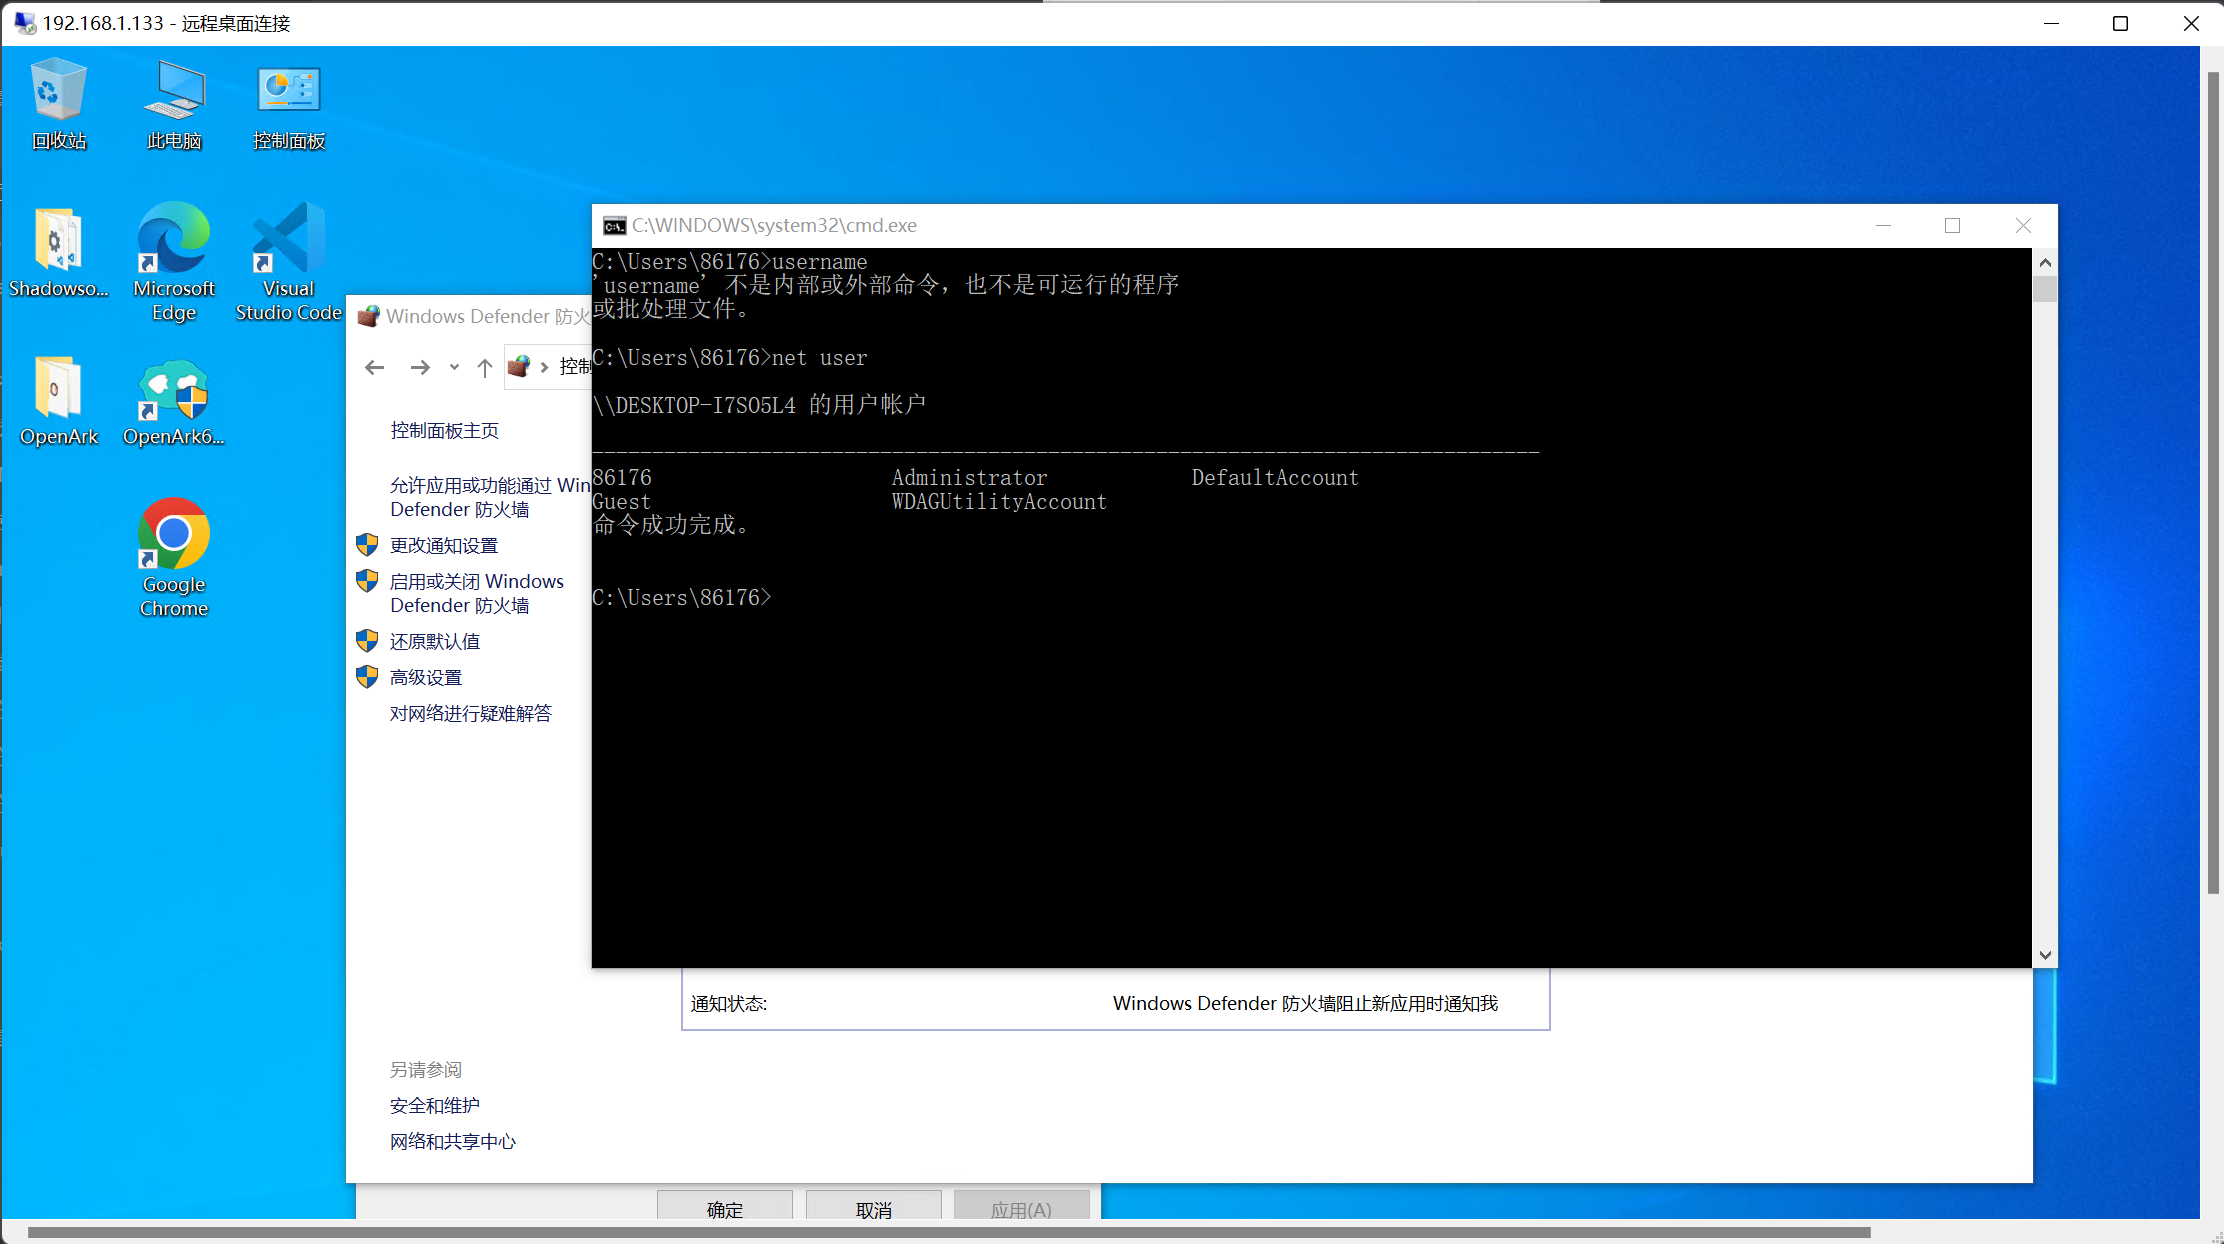 192.168.1.133 - 远程桌面连接
回收站
此电脑
控制面板
Shadowso...
Microsoft
Edge
Visual
Studio Code
OpenArk
OpenArk6...
Google
Chrome
Windows Defender 防火
控制
控制面板主页
允许应用或功能通过 Win
Defender 防火墙
更改通知设置
启用或关闭 Windows
Defender 防火墙
还原默认值
高级设置
对网络进行疑难解答
另请参阅
安全和维护
网络和共享中心
C:\WINDOWS\system32\cmd.exe
C:\Users\86176>username
'username' 不是内部或外部命令，也不是可运行的程序
或批处理文件。
C:\Users\86176>net user
\\DESKTOP-I7SO5L4 的用户帐户
-------------------------------------------------------------------------------
86176 Administrator DefaultAccount
Guest WDAGUtilityAccount
命令成功完成。
C:\Users\86176>
通知状态: Windows Defender 防火墙阻止新应用时通知我
确定 取消 应用(A)